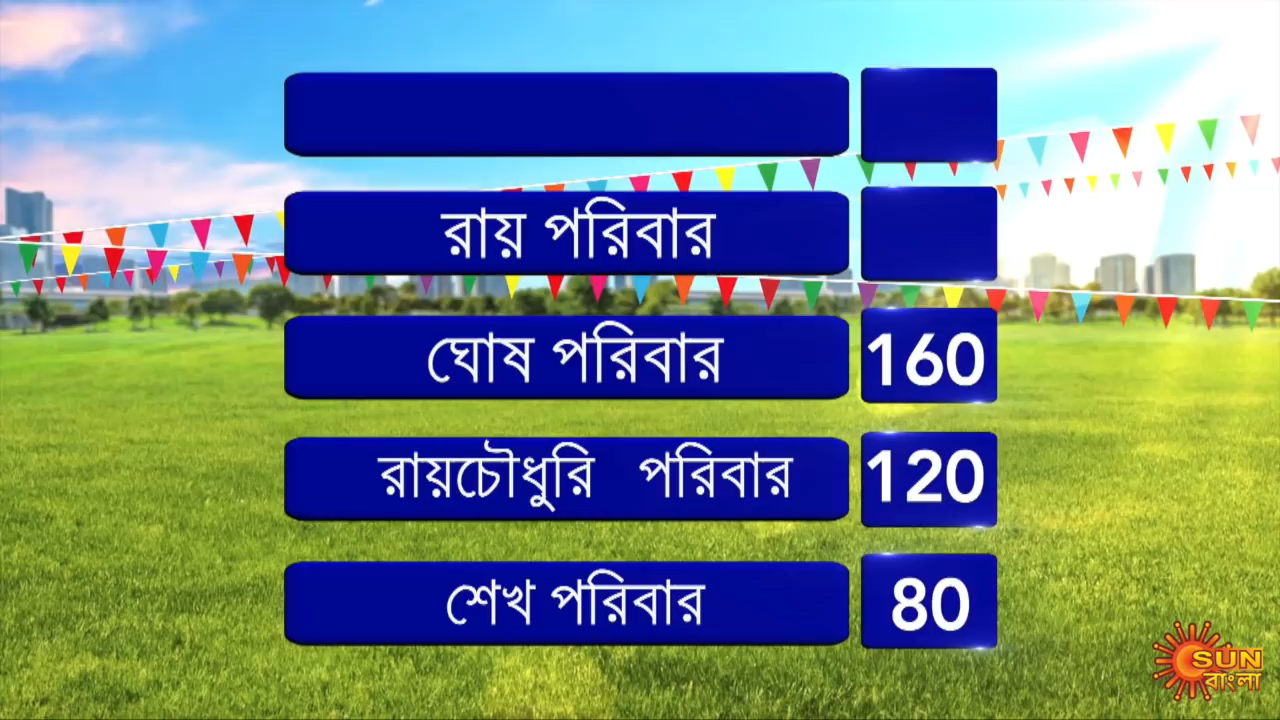 রায় পরিবার
ঘোষ পরিবার 160
রায়চৌধুরি পরিবার 120
শেখ পরিবার 80
SUN
বাংলা